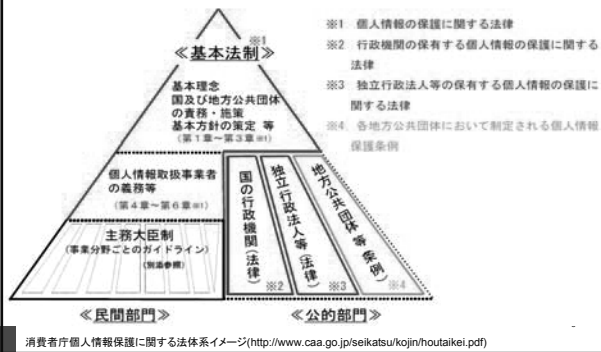 ※1
≪基本法制≫
基本理念
国及び地方公共団体
の責務・施策
基本方針の策定 等
(第1章~第3章※1)
個人情報取扱事業者
の義務等
(第4章~第6章※1)
主務大臣制
(事業分野ごとのガイドライン)
(別添参照)
国の行政機関(法律)
※2
独立行政法人等(法律)
※3
地方公共団体等(条例)
※4
≪民間部門≫
≪公的部門≫
※1 個人情報の保護に関する法律
※2 行政機関の保有する個人情報の保護に関する
法律
※3 独立行政法人等の保有する個人情報の保護に
関する法律
※4 各地方公共団体において制定される個人情報
保護条例
消費者庁個人情報保護に関する法体系イメージ(http://www.caa.go.jp/seikatsu/kojin/houtaikei.pdf)